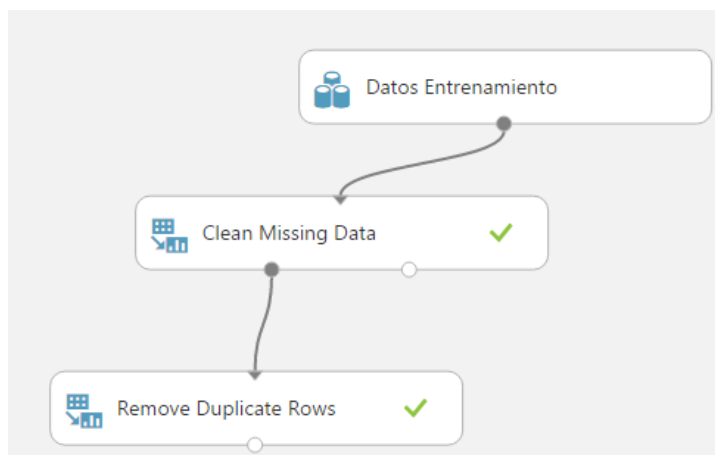 Datos Entrenamiento
Clean Missing Data
Remove Duplicate Rows